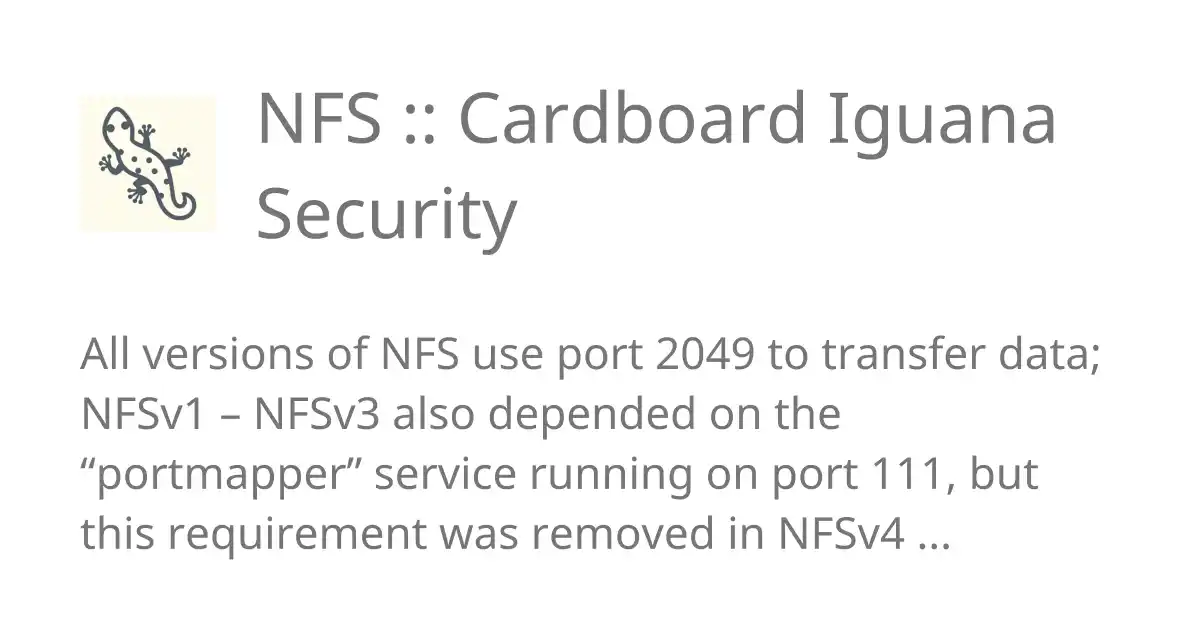 NFS :: Cardboard Iguana
Security
All versions of NFS use port 2049 to transfer data;
NFSv1 – NFSv3 also depended on the
“portmapper” service running on port 111, but
this requirement was removed in NFSv4 ...